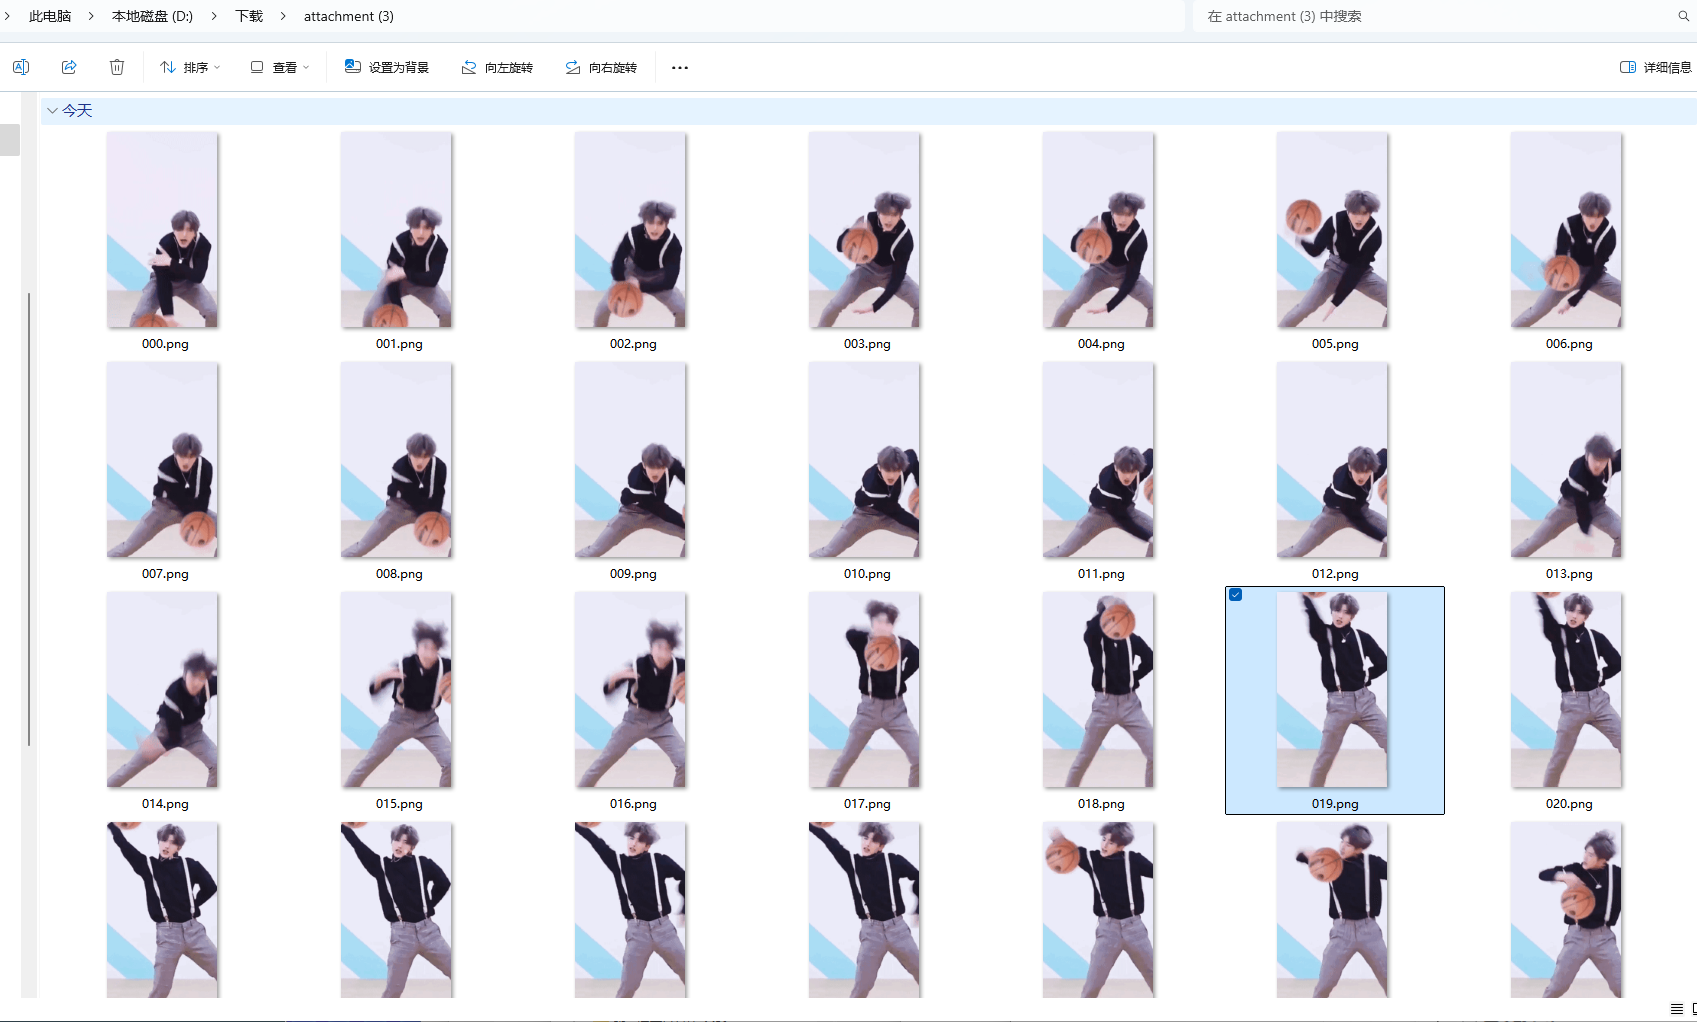 此电脑 > 本地磁盘 (D:) > 下载 > attachment (3)
在 attachment (3) 中搜索
排序 查看 设置为背景 向左旋转 向右旋转 ··· 详细信息
今天
000.png 001.png 002.png 003.png 004.png 005.png 006.png
007.png 008.png 009.png 010.png 011.png 012.png 013.png
014.png 015.png 016.png 017.png 018.png 019.png 020.png